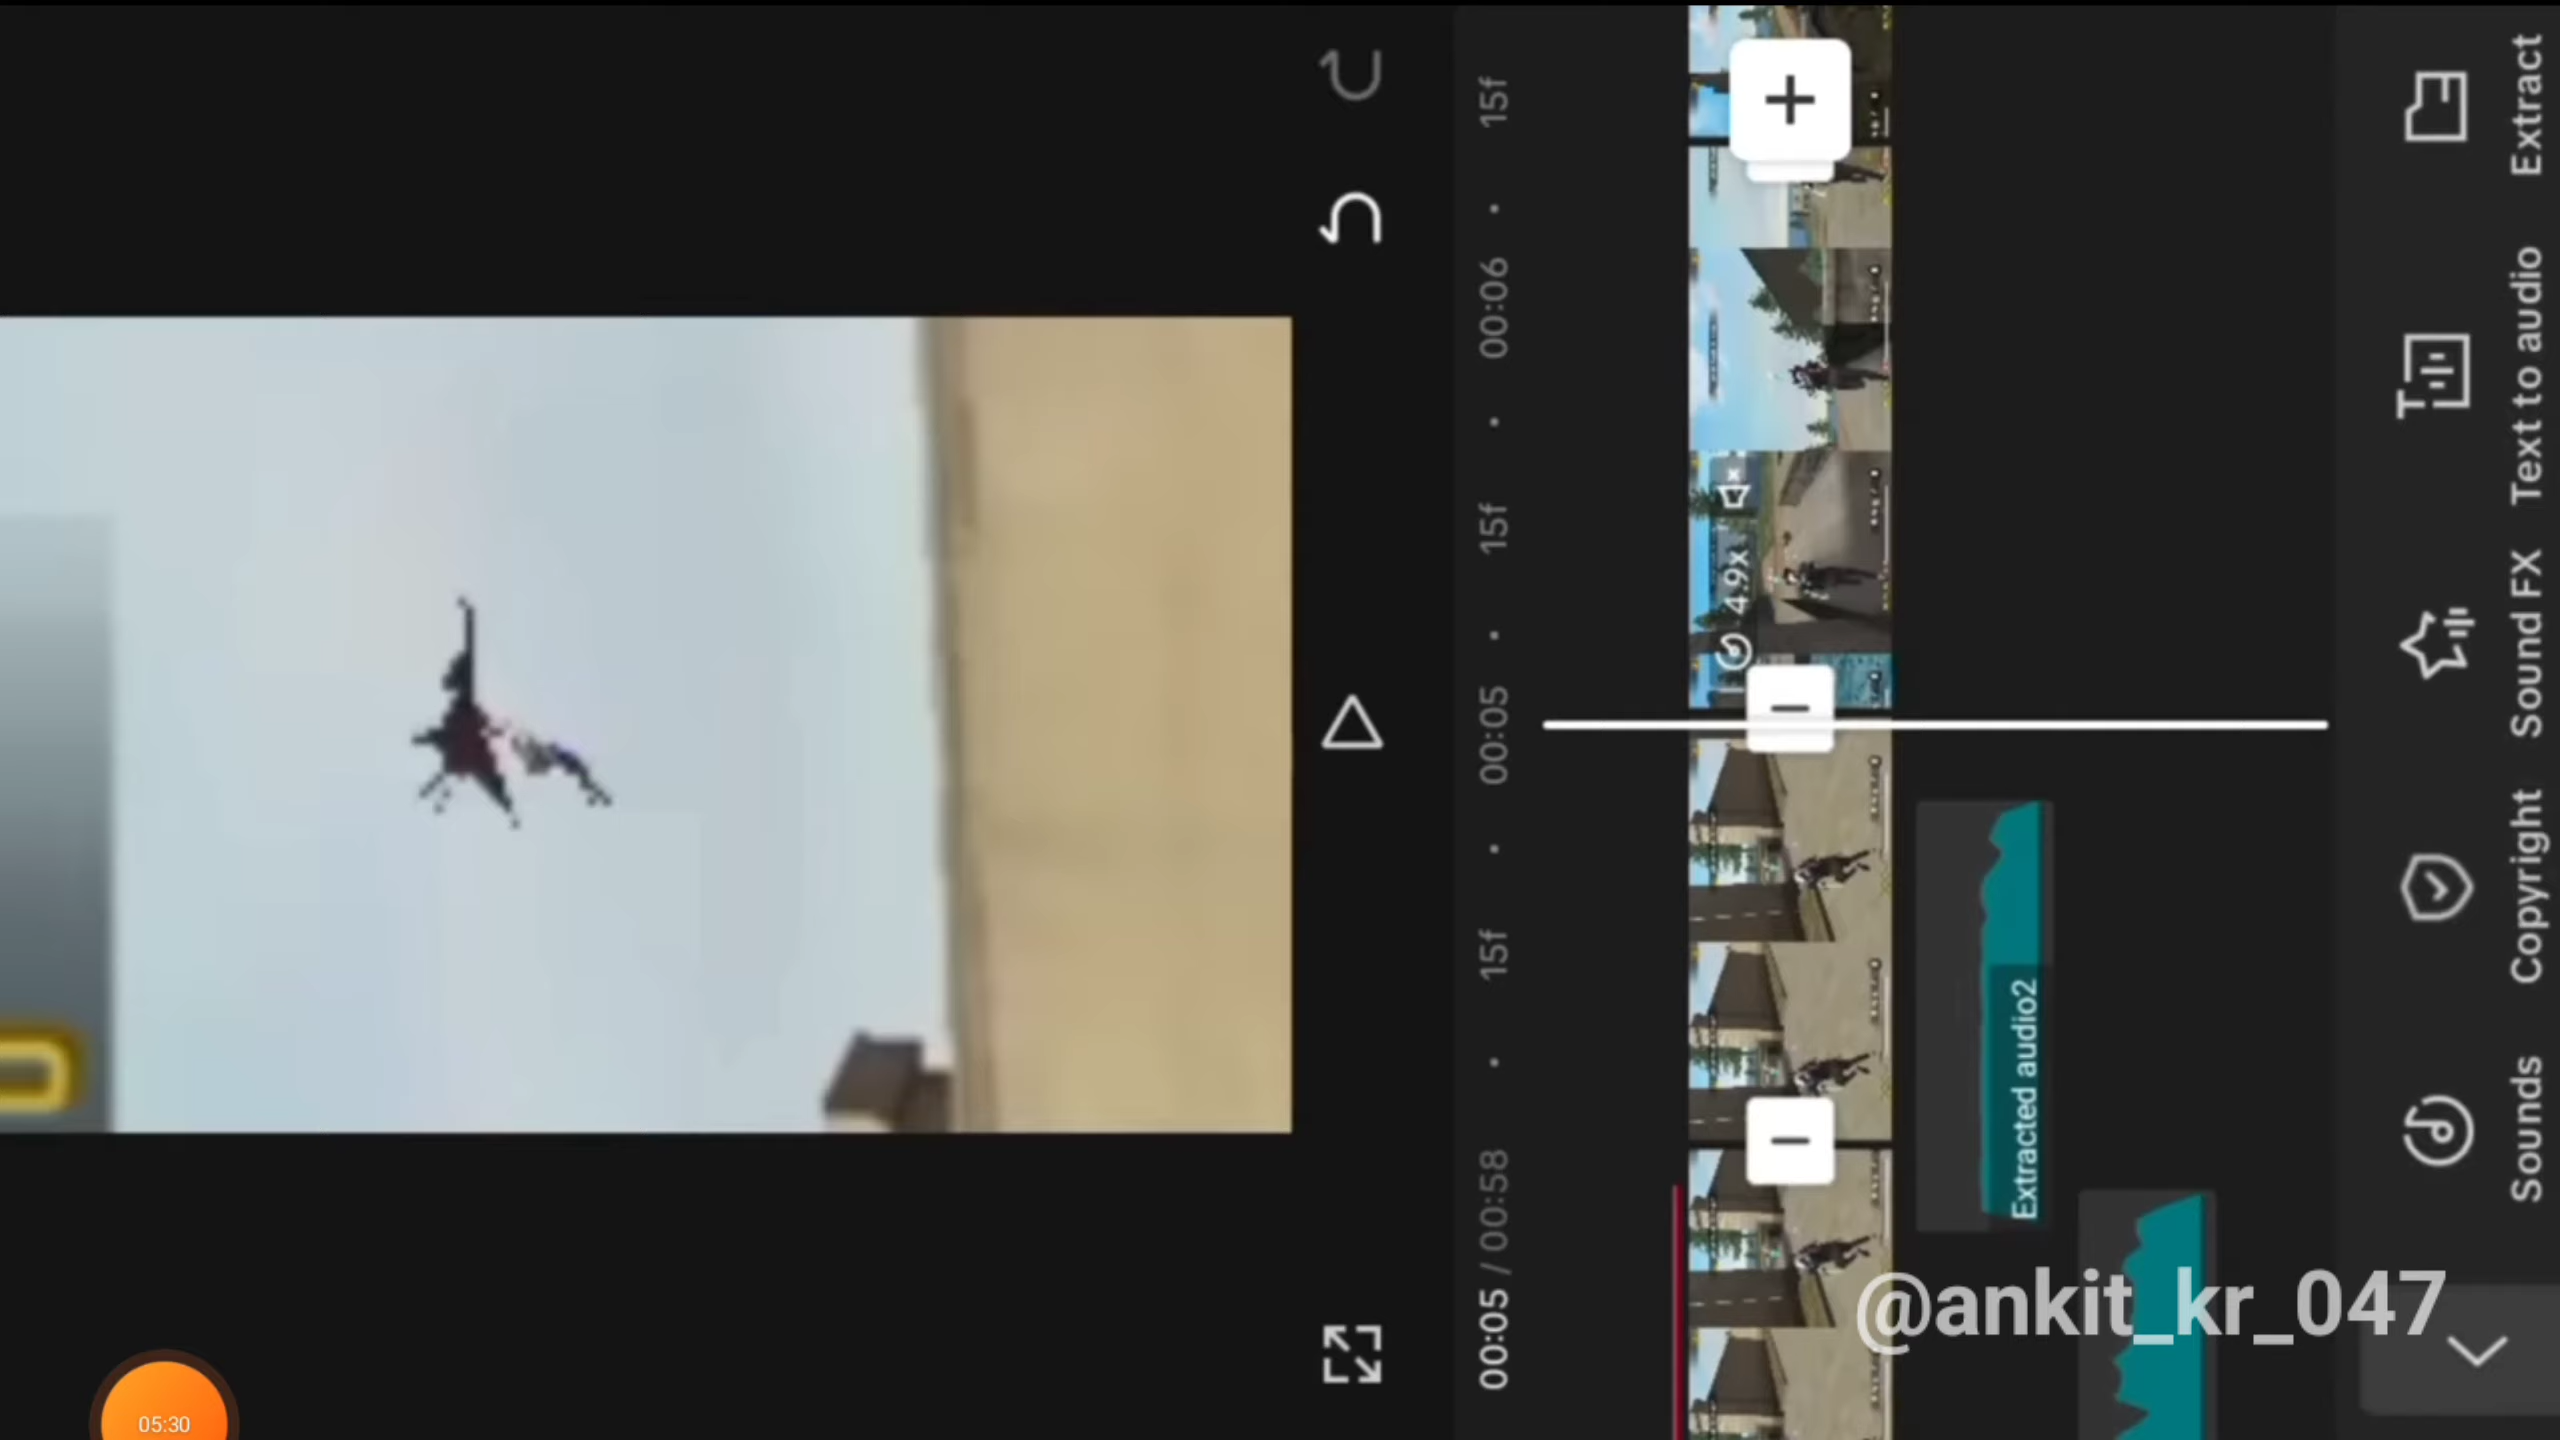 00:05 / 00:58
15f
00:05
15f
00:06
15f
4.9x
Extracted audio2
Sounds
Copyright
Sound FX
Text to audio
Extract
@ankit_kr_047
05:30